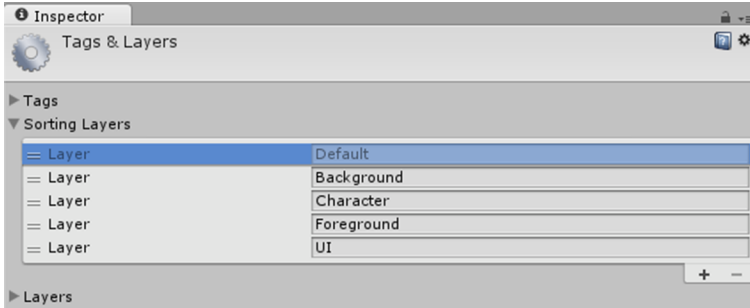 Inspector
Tags & Layers
Tags
Sorting Layers
Layer Default
Layer Background
Layer Character
Layer Foreground
Layer UI
+ −
Layers